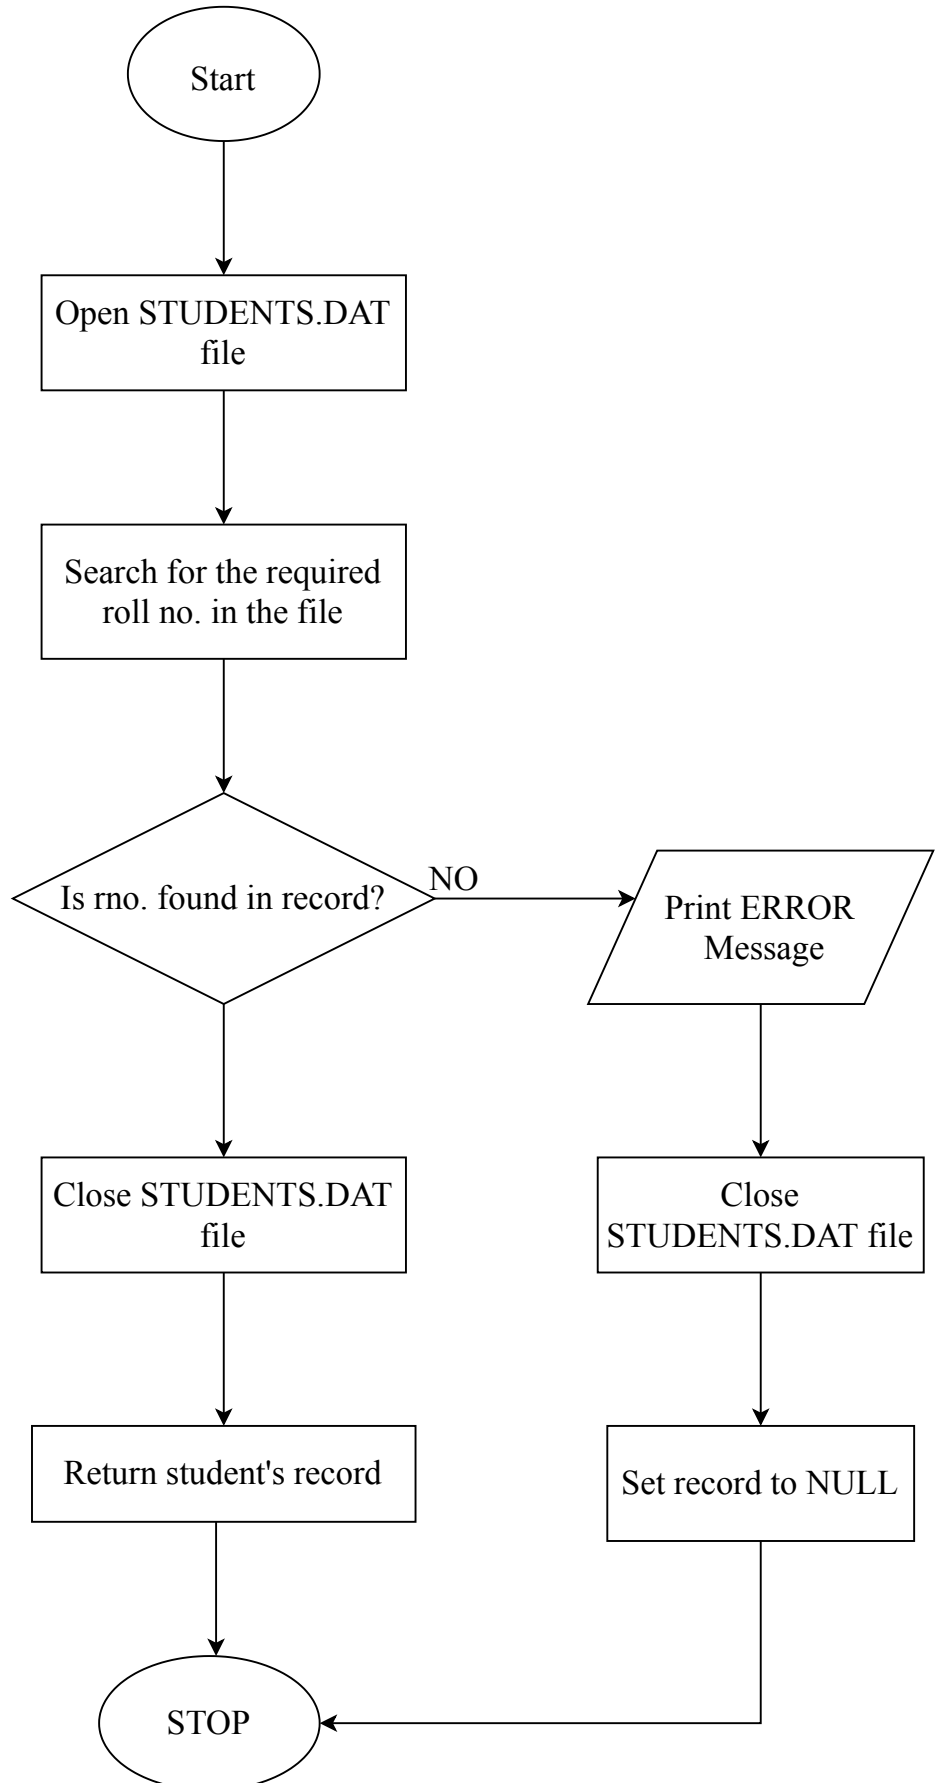 Start
Open STUDENTS.DAT
file
Search for the required
roll no. in the file
Is rno. found in record?
NO
Print ERROR
Message
Close STUDENTS.DAT
file
Close
STUDENTS.DAT file
Return student's record
Set record to NULL
STOP